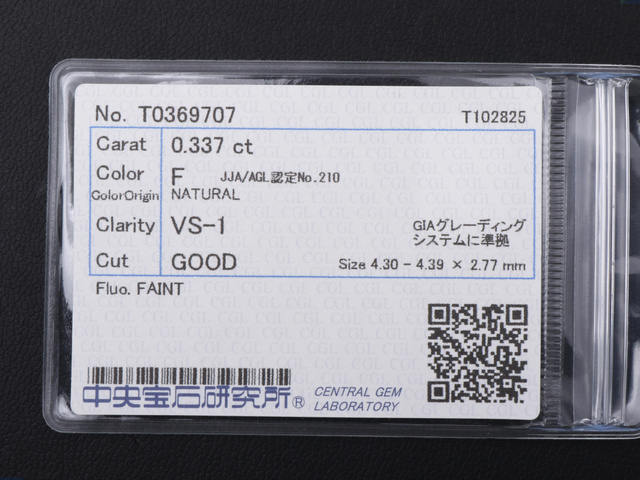 No. T0369707 T102825
Carat 0.337 ct
Color F JJA/AGL認定No.210
ColorOrigin NATURAL
Clarity VS-1 GIAグレーディング
システムに準拠
Cut GOOD Size 4.30 - 4.39 × 2.77 mm
Fluo. FAINT
中央宝石研究所® CENTRAL GEM
LABORATORY